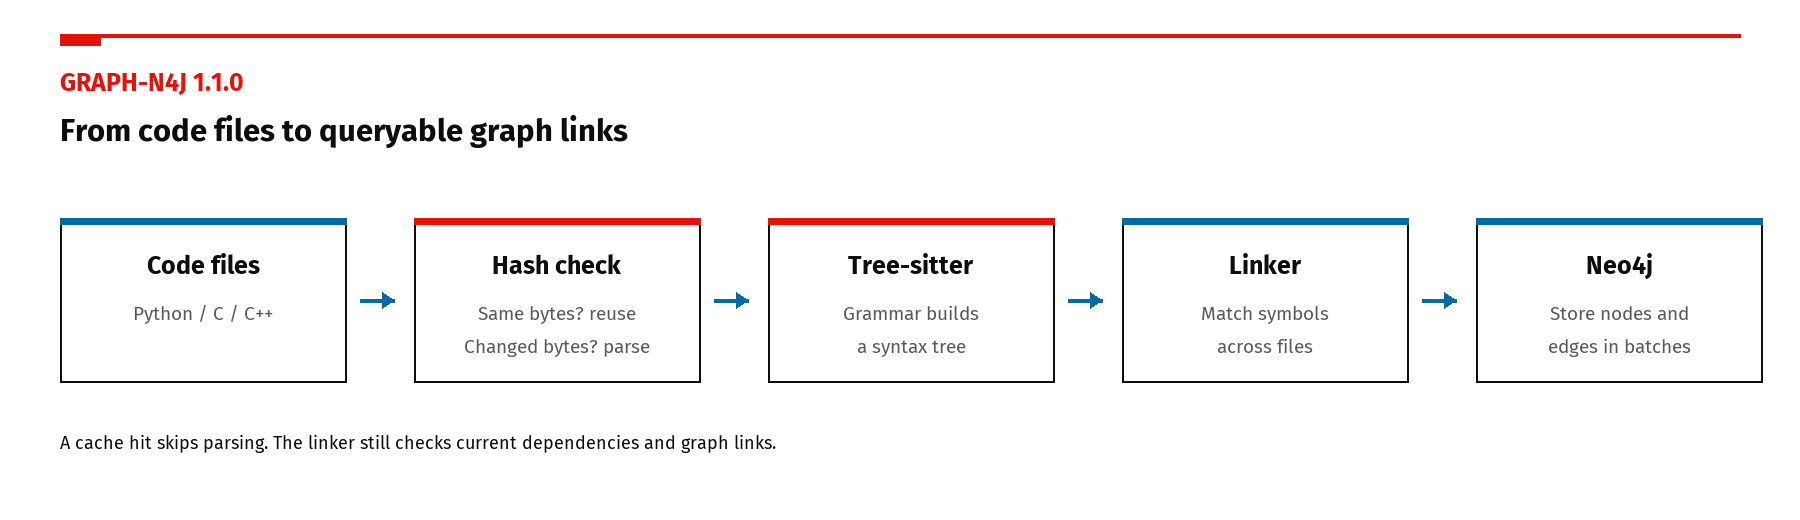 GRAPH-N4J 1.1.0
From code files to queryable graph links
Code files
Python / C / C++
Hash check
Same bytes? reuse
Changed bytes? parse
Tree-sitter
Grammar builds
a syntax tree
Linker
Match symbols
across files
Neo4j
Store nodes and
edges in batches
A cache hit skips parsing. The linker still checks current dependencies and graph links.